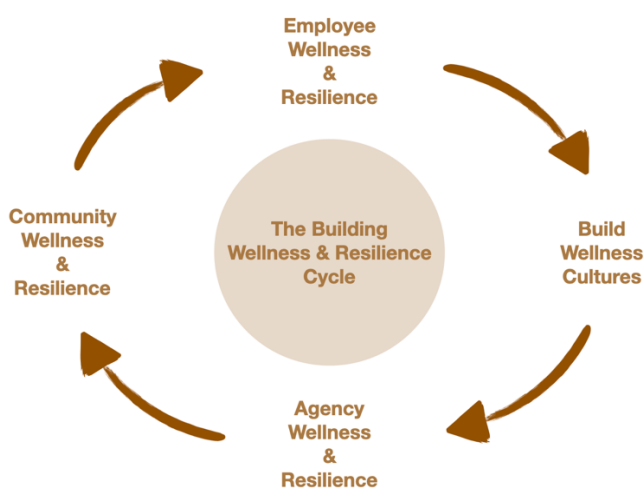 Employee
Wellness
&
Resilience
Build
Wellness
Cultures
Agency
Wellness
&
Resilience
Community
Wellness
&
Resilience
The Building
Wellness & Resilience
Cycle